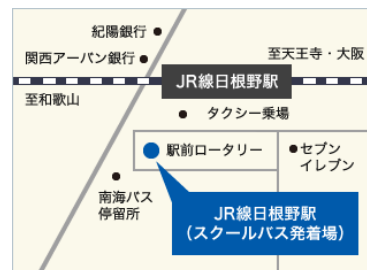 紀陽銀行
関西アーバン銀行
至天王寺・大阪
JR線日根野駅
至和歌山
タクシー乗場
駅前ロータリー
セブン
イレブン
南海バス
停留所
JR線日根野駅
(スクールバス発着場)